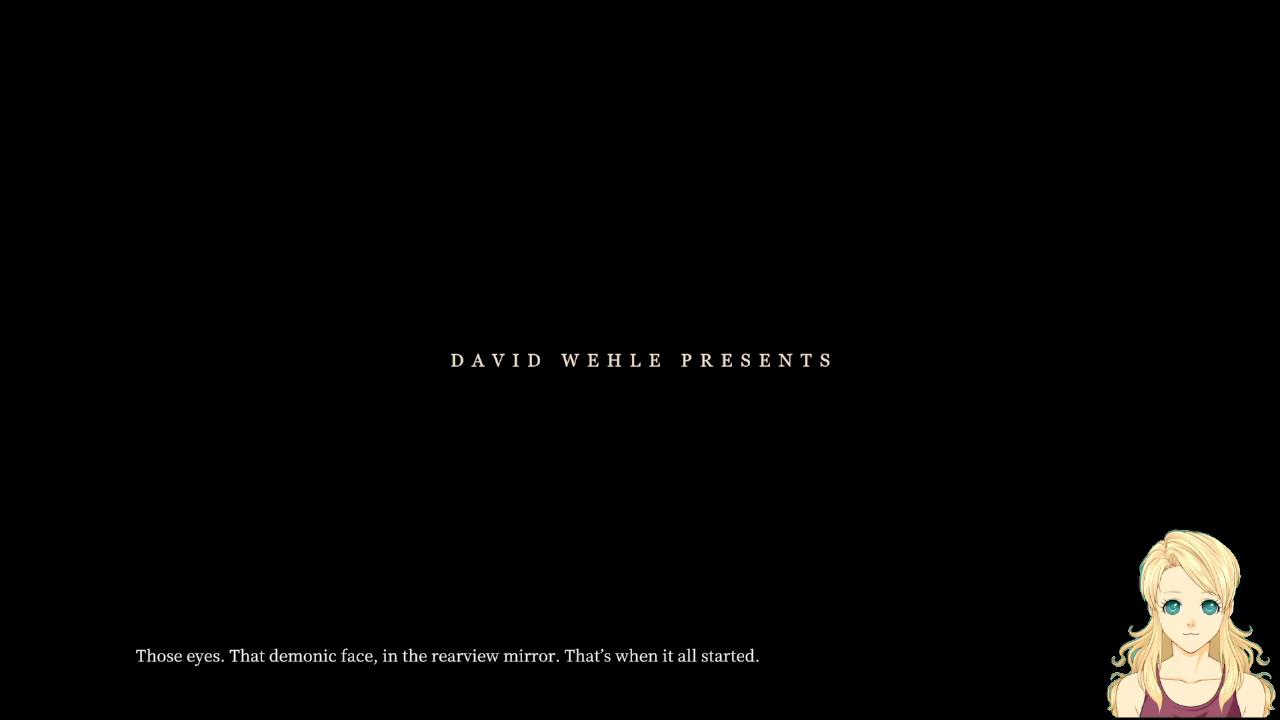 DAVID WEHLE PRESENTS
Those eyes. That demonic face, in the rearview mirror. That’s when it all started.